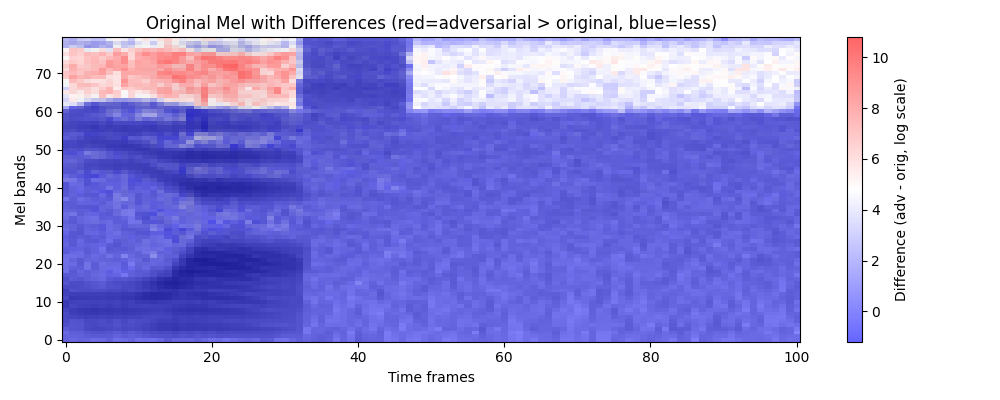 Original Mel with Differences (red=adversarial > original, blue=less)
Mel bands
70
60
50
40
30
20
10
0
0 20 40 60 80 100
Time frames
10
8
6
4
2
0
Difference (adv - orig, log scale)